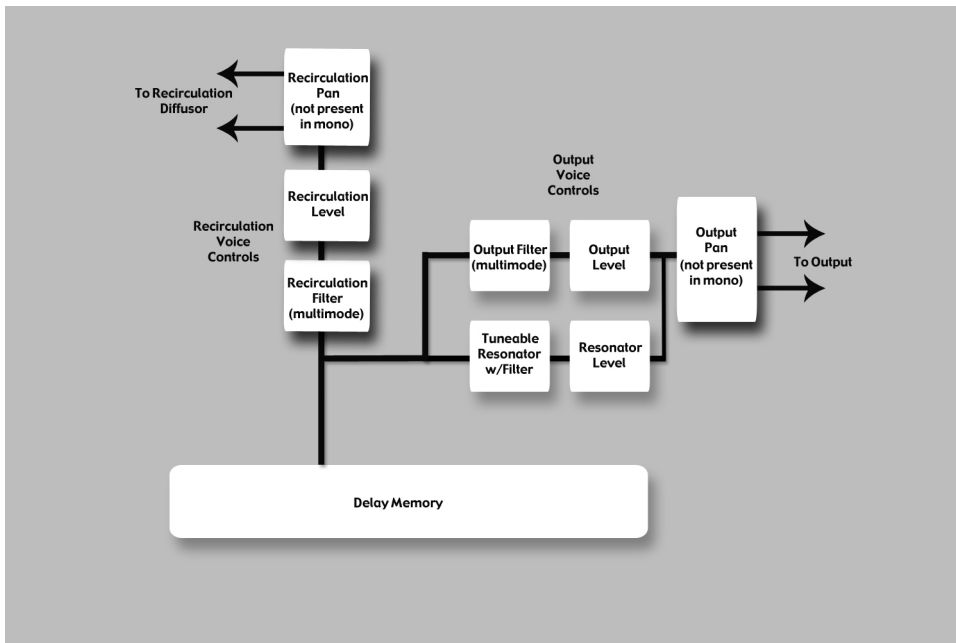 Recirculation
Pan
(not present
in mono)
To Recirculation
Diffusor
Recirculation
Level
Recirculation
Voice
Controls
Recirculation
Filter
(multimode)
Output
Voice
Controls
Output Filter
(multimode)
Output
Level
Output
Pan
(not present
in mono)
To Output
Tuneable
Resonator
w/Filter
Resonator
Level
Delay Memory